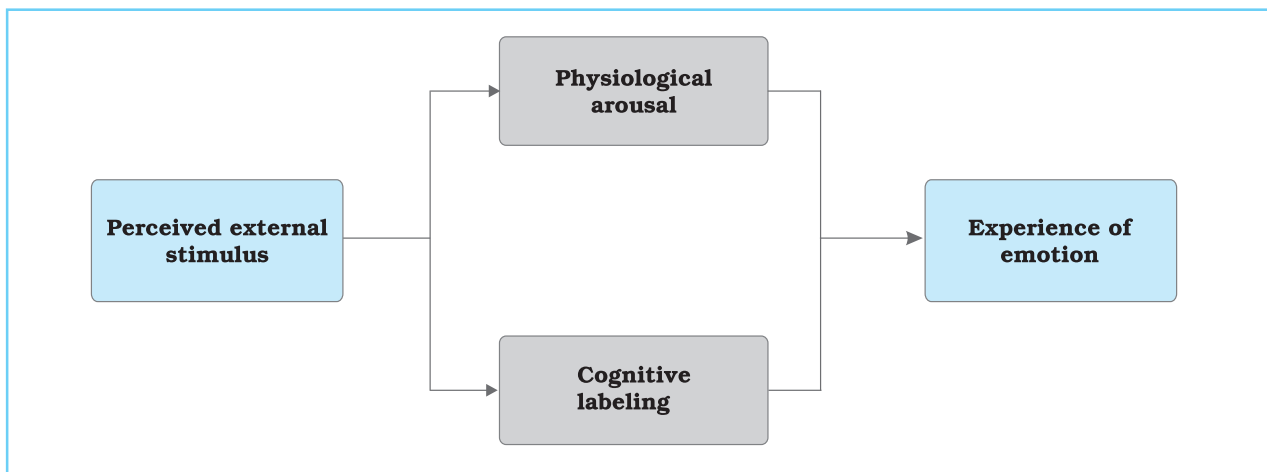 Physiological
arousal
Perceived external
stimulus
Experience of
emotion
Cognitive
labeling